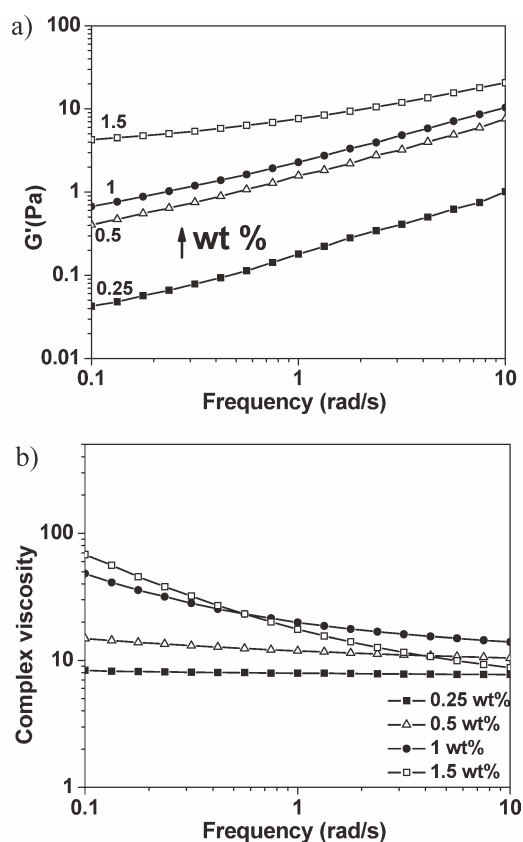 a)
100
10
1
0.1
0.01
G'(Pa)
1.5
1
0.5
0.25
wt %
0.1
1
10
Frequency (rad/s)
b)
100
10
1
Complex viscosity
0.25 wt%
0.5 wt%
1 wt%
1.5 wt%
0.1
1
10
Frequency (rad/s)